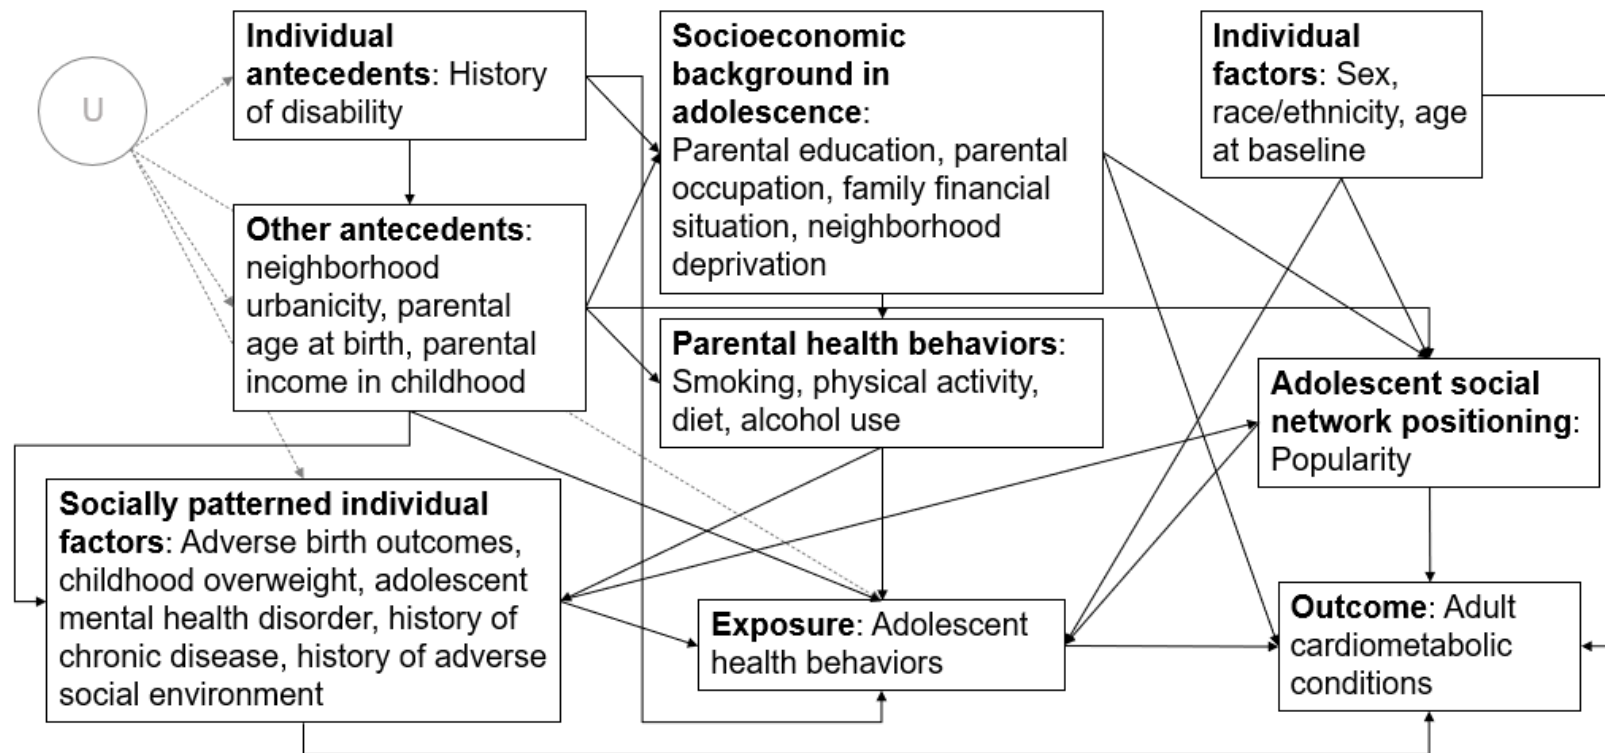 U
Individual
antecedents: History
of disability
Socioeconomic
background in
adolescence:
Parental education, parental
occupation, family financial
situation, neighborhood
deprivation
Individual
factors: Sex,
race/ethnicity, age
at baseline
Other antecedents:
neighborhood
urbanicity, parental
age at birth, parental
income in childhood
Parental health behaviors:
Smoking, physical activity,
diet, alcohol use
Adolescent social
network positioning:
Popularity
Socially patterned individual
factors: Adverse birth outcomes,
childhood overweight, adolescent
mental health disorder, history of
chronic disease, history of adverse
social environment
Exposure: Adolescent
health behaviors
Outcome: Adult
cardiometabolic
conditions